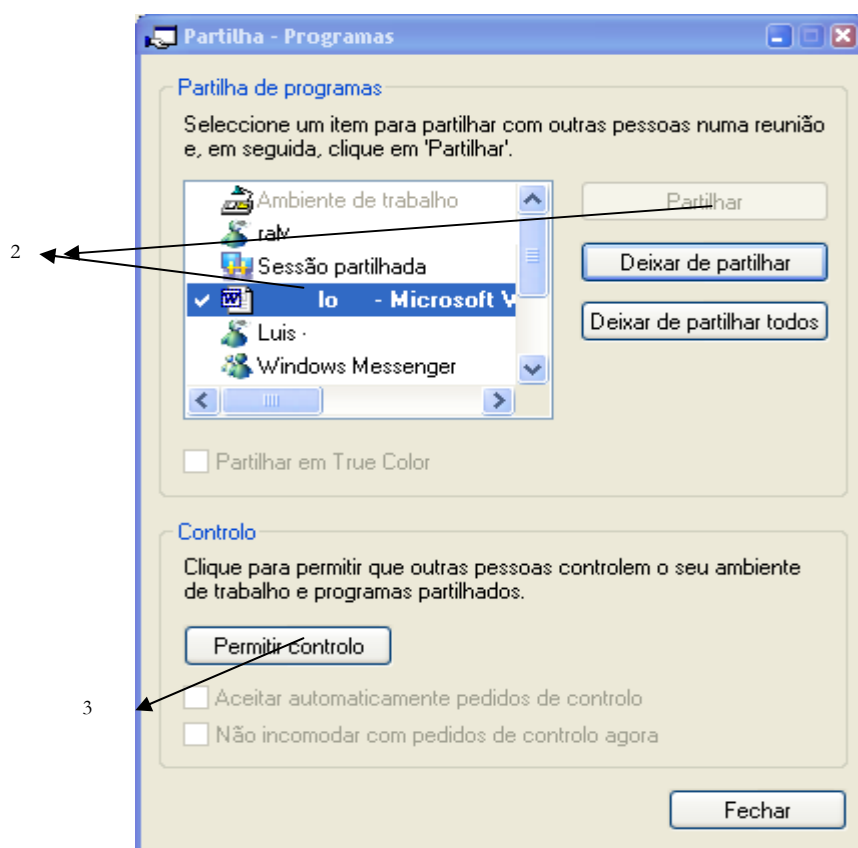 Partilha - Programas
Partilha de programas
Seleccione um item para partilhar com outras pessoas numa reunião
e, em seguida, clique em 'Partilhar'.
Ambiente de trabalho
Partilhar
2
Sessão partilhada
Deixar de partilhar
lo - Microsoft
Deixar de partilhar todos
Luis
Windows Messenger
Partilhar em True Color
Controlo
Clique para permitir que outras pessoas controlem o seu ambiente
de trabalho e programas partilhados.
Permitir controlo
3
Aceitar automaticamente pedidos de controlo
Não incomodar com pedidos de controlo agora
Fechar